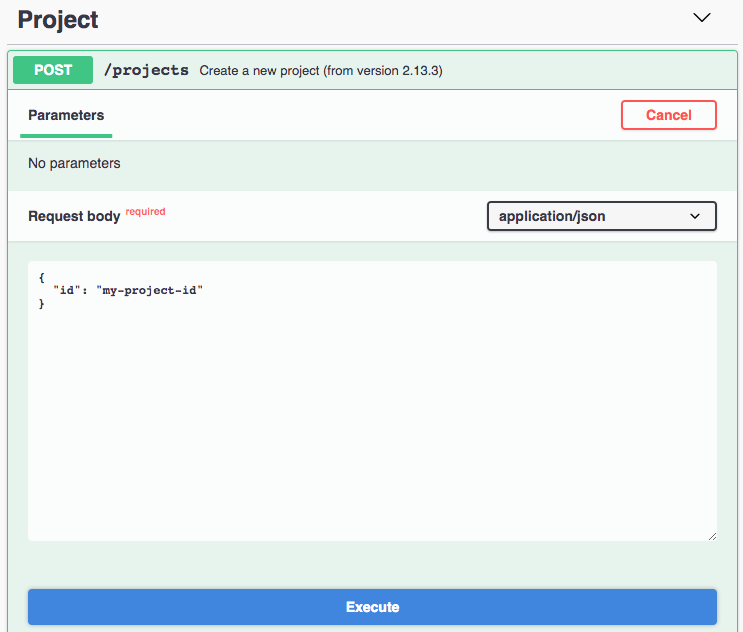 Project
POST /projects Create a new project (from version 2.13.3)
Parameters Cancel
No parameters
Request body required application/json
{
"id": "my-project-id"
}
Execute